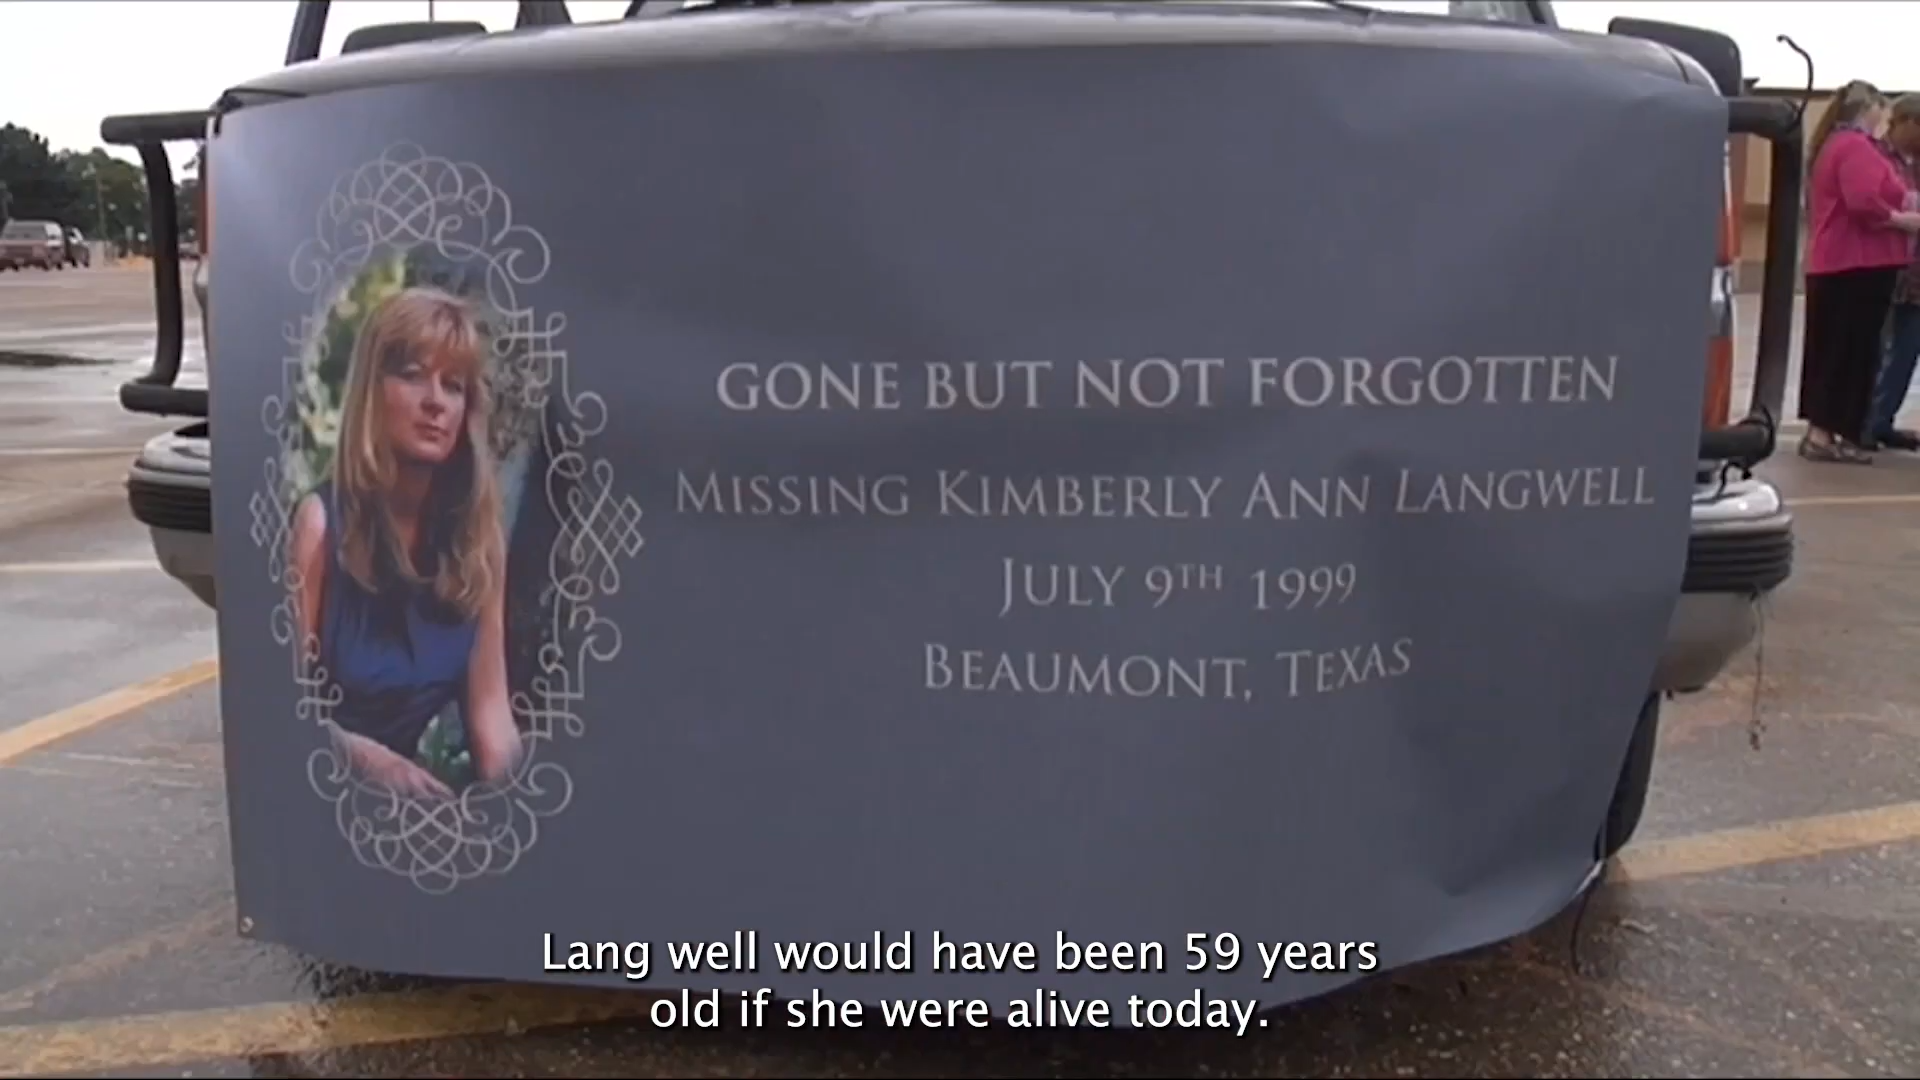 GONE BUT NOT FORGOTTEN
MISSING KIMBERLY ANN LANGWELL
JULY 9TH 1999
BEAUMONT, TEXAS
Lang well would have been 59 years
old if she were alive today.